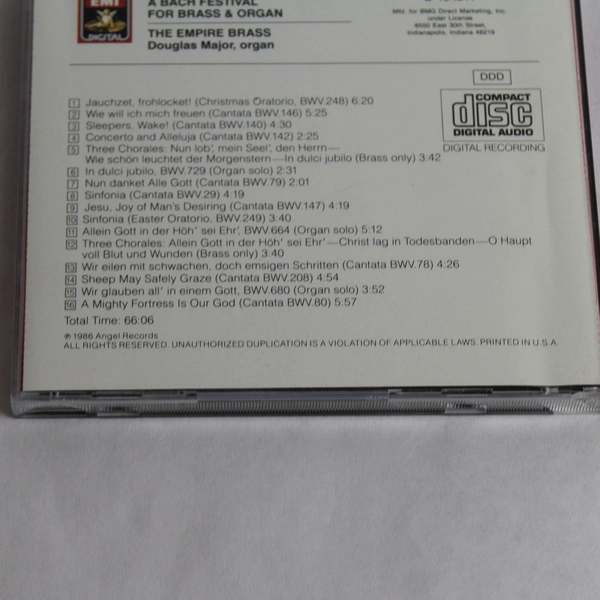 EMI
DIGITAL
A BACH FESTIVAL
FOR BRASS & ORGAN
THE EMPIRE BRASS
Douglas Major, organ
Mfd. for BMG Direct Marketing, Inc.
under License
6550 East 30th Street,
Indianapolis, Indiana 46219
DDD
COMPACT
disc
DIGITAL AUDIO
DIGITAL RECORDING
1 Jauchzet, frohlocket! (Christmas Oratorio, BWV.248) 6:20
2 Wie will ich mich freuen (Cantata BWV.146) 5:25
3 Sleepers, Wake! (Cantata BWV.140) 4:30
4 Concerto and Alleluja (Cantata BWV.142) 2:25
5 Three Chorales: Nun lob', mein Seel', den Herrn—
Wie schön leuchtet der Morgenstern—In dulci jubilo (Brass only) 3:42
6 In dulci jubilo, BWV.729 (Organ solo) 2:31
7 Nun danket Alle Gott (Cantata BWV.79) 2:01
8 Sinfonia (Cantata BWV.29) 4:19
9 Jesu, Joy of Man's Desiring (Cantata BWV.147) 4:19
10 Sinfonia (Easter Oratorio, BWV.249) 3:40
11 Allein Gott in der Höh' sei Ehr', BWV.664 (Organ solo) 5:12
12 Three Chorales: Allein Gott in der Höh' sei Ehr'—Christ lag in Todesbanden—O Haupt
voll Blut und Wunden (Brass only) 3:40
13 Wir eilen mit schwachen, doch emsigen Schritten (Cantata BWV.78) 4:26
14 Sheep May Safely Graze (Cantata BWV.208) 4:54
15 Wir glauben all' in einem Gott, BWV.680 (Organ solo) 3:52
16 A Mighty Fortress Is Our God (Cantata BWV.80) 5:57
Total Time: 66:06
℗ 1986 Angel Records
ALL RIGHTS RESERVED. UNAUTHORIZED DUPLICATION IS A VIOLATION OF APPLICABLE LAWS. PRINTED IN U.S.A.